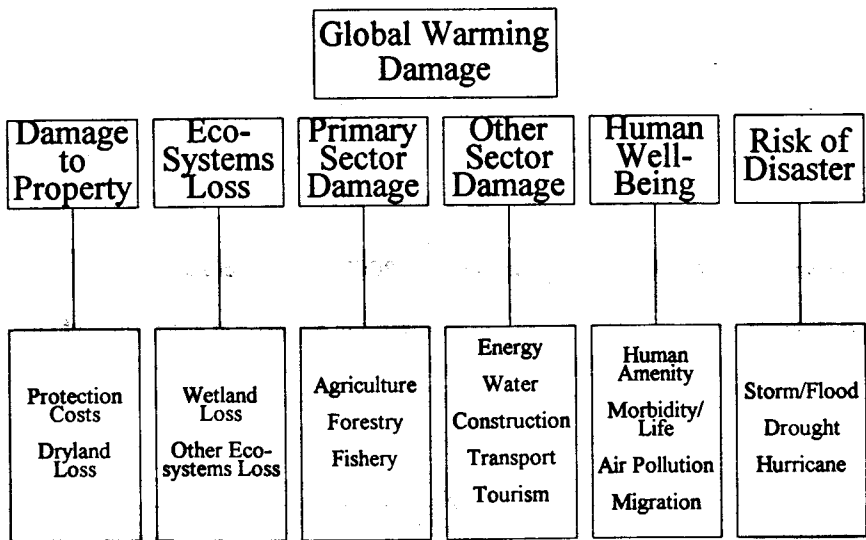 Global Warming
Damage
Damage
to
Property
Eco-
Systems
Loss
Primary
Sector
Damage
Other
Sector
Damage
Human
Well-
Being
Risk of
Disaster
Protection
Costs
Dryland
Loss
Wetland
Loss
Other Eco-
systems Loss
Agriculture
Forestry
Fishery
Energy
Water
Construction
Transport
Tourism
Human
Amenity
Morbidity/
Life
Air Pollution
Migration
Storm/Flood
Drought
Hurricane